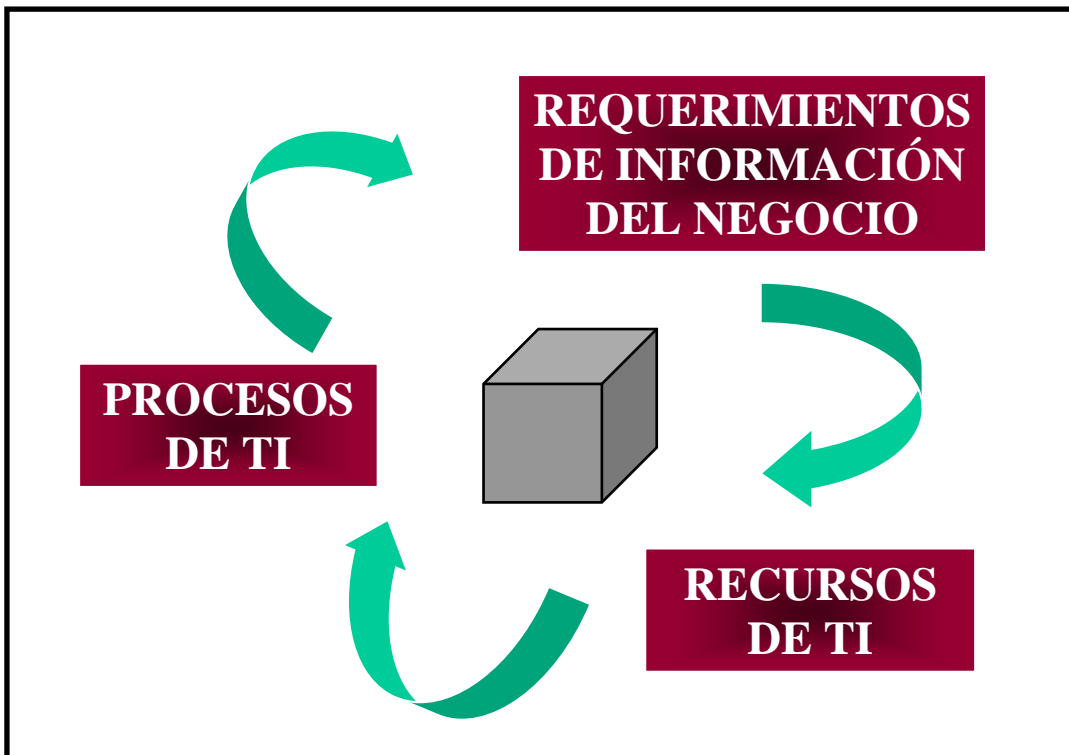 REQUERIMIENTOS
DE INFORMACIÓN
DEL NEGOCIO
PROCESOS
DE TI
RECURSOS
DE TI